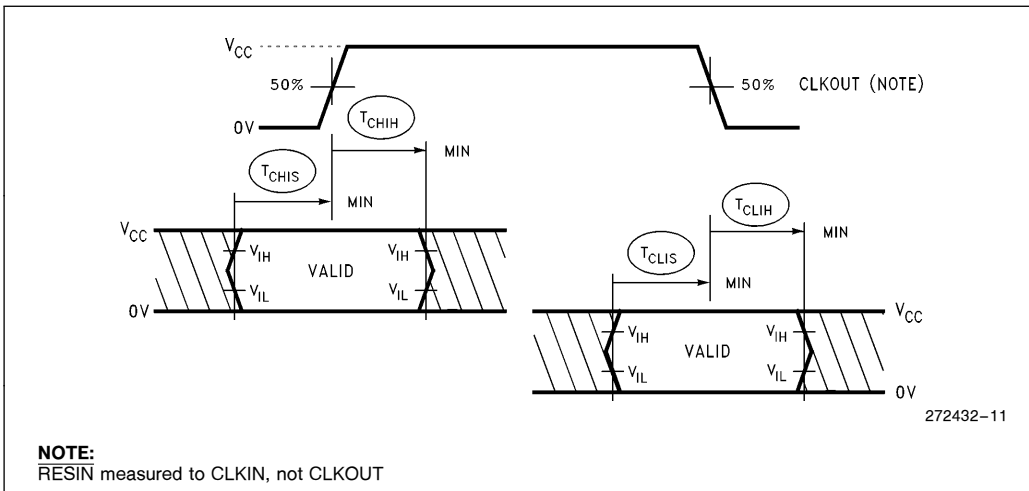 VCC
50%
50%
CLKOUT (NOTE)
0V
TCHIH
MIN
TCHIS
MIN
TCLIH
MIN
VCC
VIH
VIH
VALID
VIL
VIL
0V
TCLIS
MIN
VCC
VIH
VIH
VALID
VIL
VIL
0V
272432–11
NOTE:
RESIN measured to CLKIN, not CLKOUT